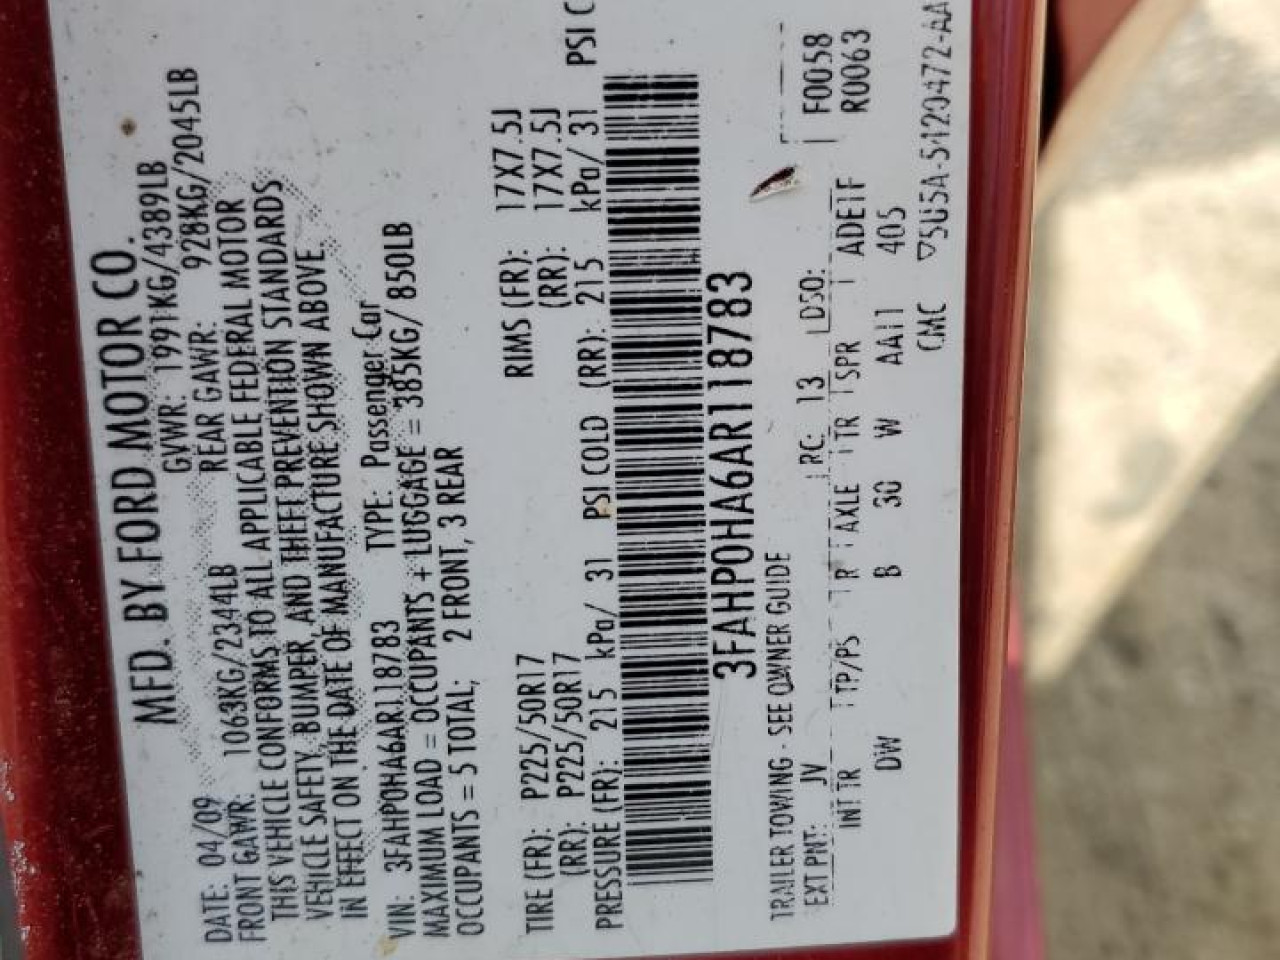 MFD. BY FORD MOTOR CO.
DATE: 04/09 GVWR: 1991KG/4389LB
FRONT GAWR: 1063KG/2344LB REAR GAWR: 928KG/2045LB
THIS VEHICLE CONFORMS TO ALL APPLICABLE FEDERAL MOTOR
VEHICLE SAFETY, BUMPER, AND THEFT PREVENTION STANDARDS
IN EFFECT ON THE DATE OF MANUFACTURE SHOWN ABOVE.
VIN: 3FAHP0HA6AR118783 TYPE: Passenger Car
MAXIMUM LOAD = OCCUPANTS + LUGGAGE = 385KG/ 850LB
OCCUPANTS = 5 TOTAL; 2 FRONT, 3 REAR
TIRE (FR): P225/50R17 RIMS (FR): 17X7.5J
(RR): P225/50R17 (RR): 17X7.5J
PRESSURE (FR): 215 kPa/ 31 PSI COLD (RR): 215 kPa/ 31 PSI C
3FAHP0HA6AR118783
TRAILER TOWING - SEE OWNER GUIDE
F0058
EXT PNT: JV RC: 13 DSO:
R0063
INT TR TP/PS R AXLE TR SPR ADE1F
DW B 30 W AA11 405
CMC ▽5U5A-5420472-AA